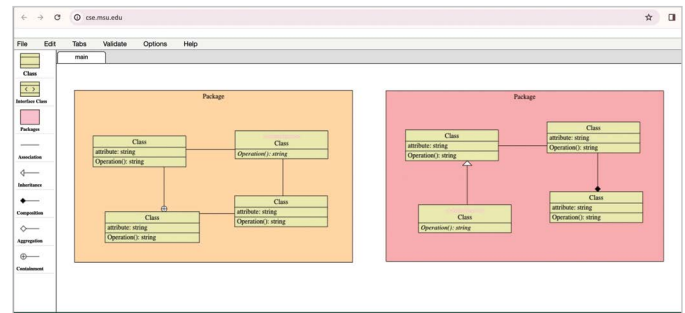 cse.msu.edu
File Edit Tabs Validate Options Help
main
Class
Interface Class
Packages
Association
Inheritance
Composition
Aggregation
Containment
Package
Class
attribute: string
Operation(): string
Class
Operation(): string
Class
attribute: string
Operation(): string
Class
attribute: string
Operation(): string
Package
Class
attribute: string
Operation(): string
Class
attribute: string
Operation(): string
Class
Operation(): string
Class
attribute: string
Operation(): string